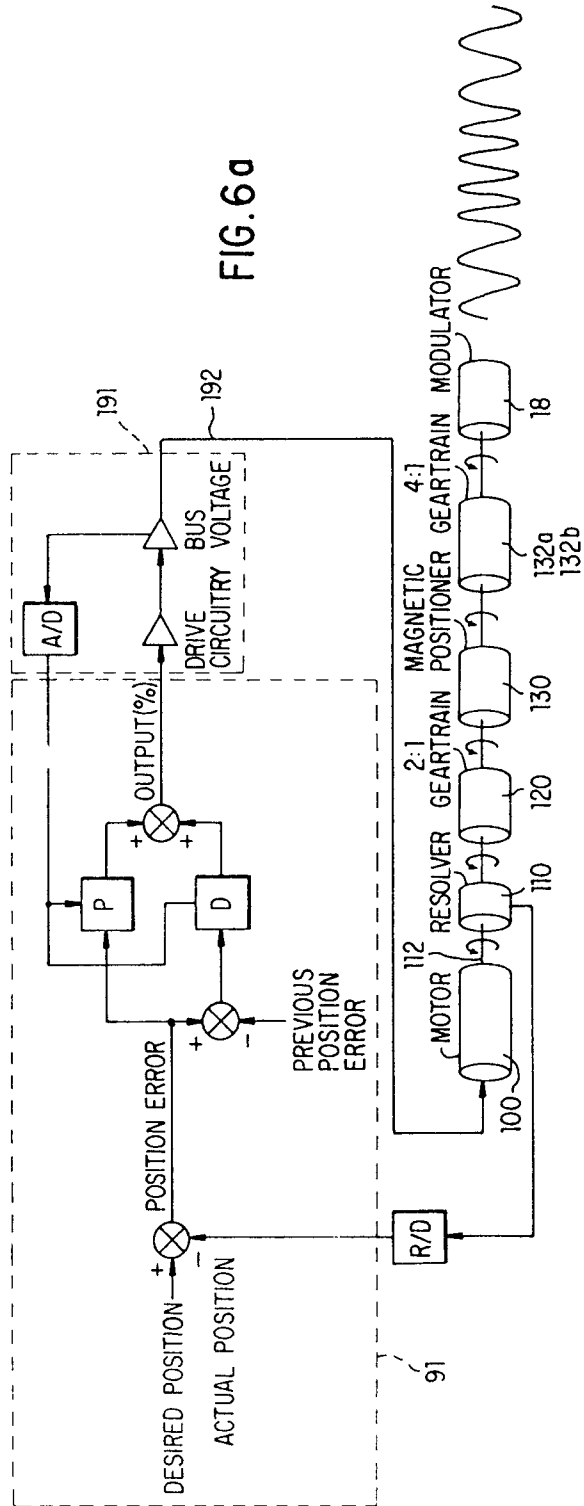 FIG. 6a
191
192
A/D
DRIVE
CIRCUITRY
BUS
VOLTAGE
OUTPUT(%)
+
+
P
D
POSITION ERROR
+
-
PREVIOUS
POSITION
ERROR
DESIRED POSITION
+
-
ACTUAL POSITION
91
R/D
MOTOR
112
RESOLVER
2:1
GEARTRAIN
MAGNETIC
POSITIONER
4:1
GEARTRAIN
MODULATOR
100
110
120
130
132a
132b
18